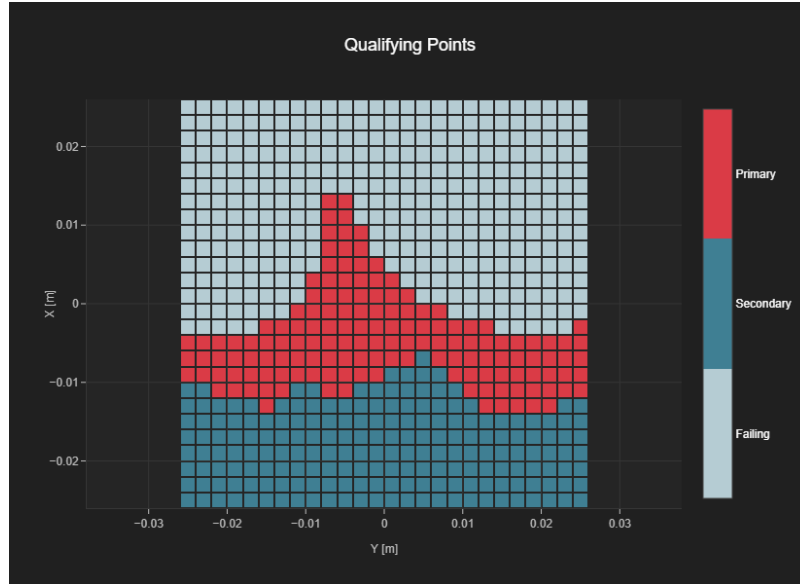 Qualifying Points
0.02
0.01
0
−0.01
−0.02
X [m]
−0.03
−0.02
−0.01
0
0.01
0.02
0.03
Y [m]
Primary
Secondary
Failing